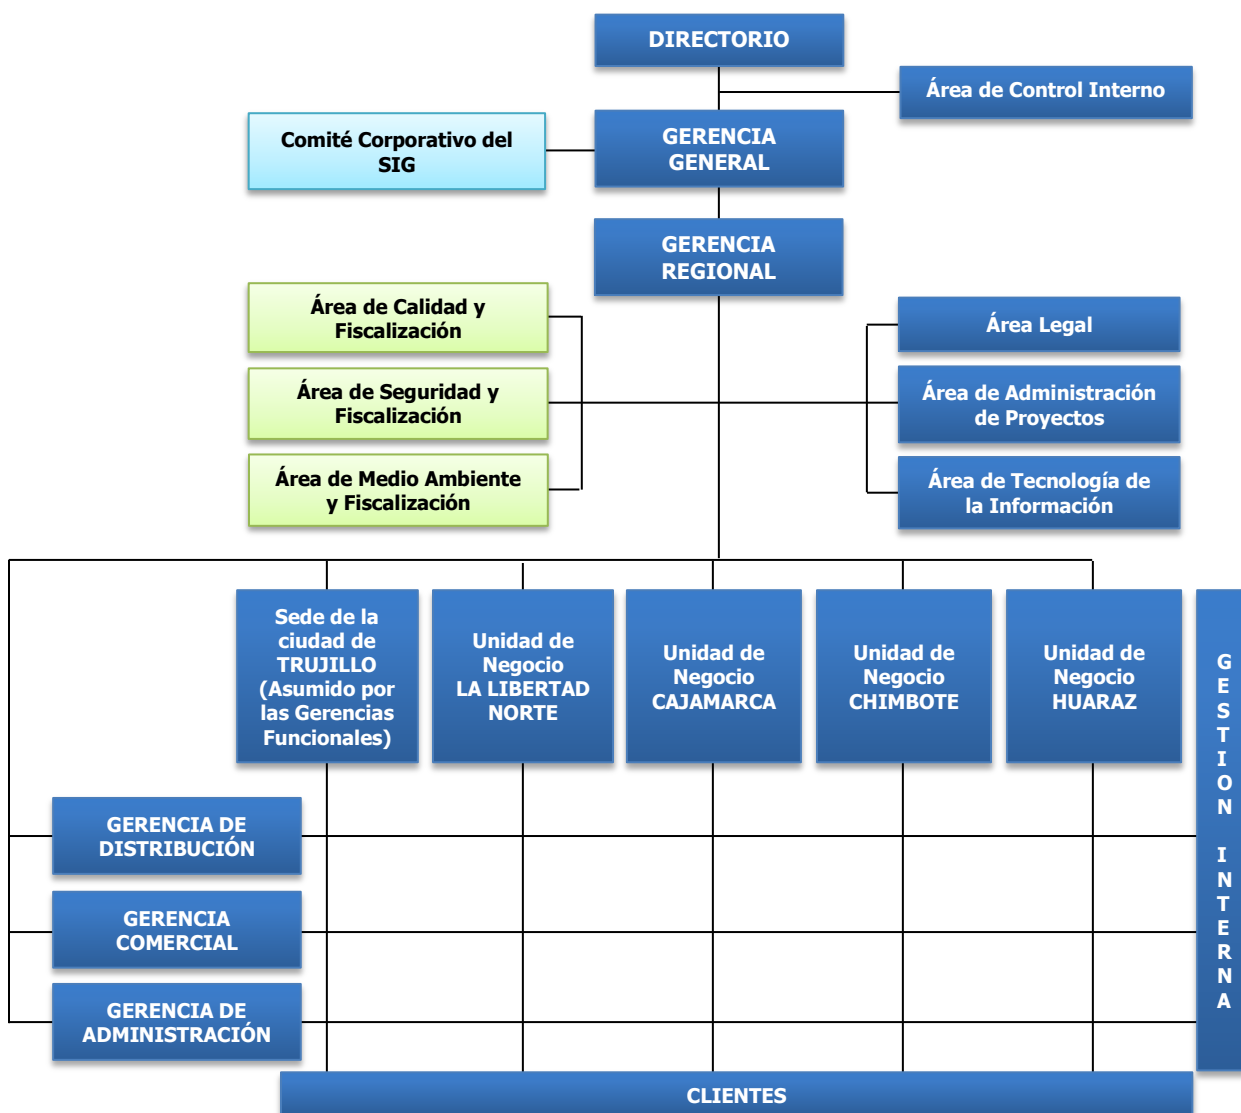 DIRECTORIO
Área de Control Interno
Comité Corporativo del
SIG
GERENCIA
GENERAL
GERENCIA
REGIONAL
Área de Calidad y
Fiscalización
Área de Seguridad y
Fiscalización
Área de Medio Ambiente
y Fiscalización
Área Legal
Área de Administración
de Proyectos
Área de Tecnología de
la Información
Sede de la
ciudad de
TRUJILLO
(Asumido por
las Gerencias
Funcionales)
Unidad de
Negocio
LA LIBERTAD
NORTE
Unidad de
Negocio
CAJAMARCA
Unidad de
Negocio
CHIMBOTE
Unidad de
Negocio
HUARAZ
GESTION INTERNA
GERENCIA DE
DISTRIBUCIÓN
GERENCIA
COMERCIAL
GERENCIA DE
ADMINISTRACIÓN
CLIENTES